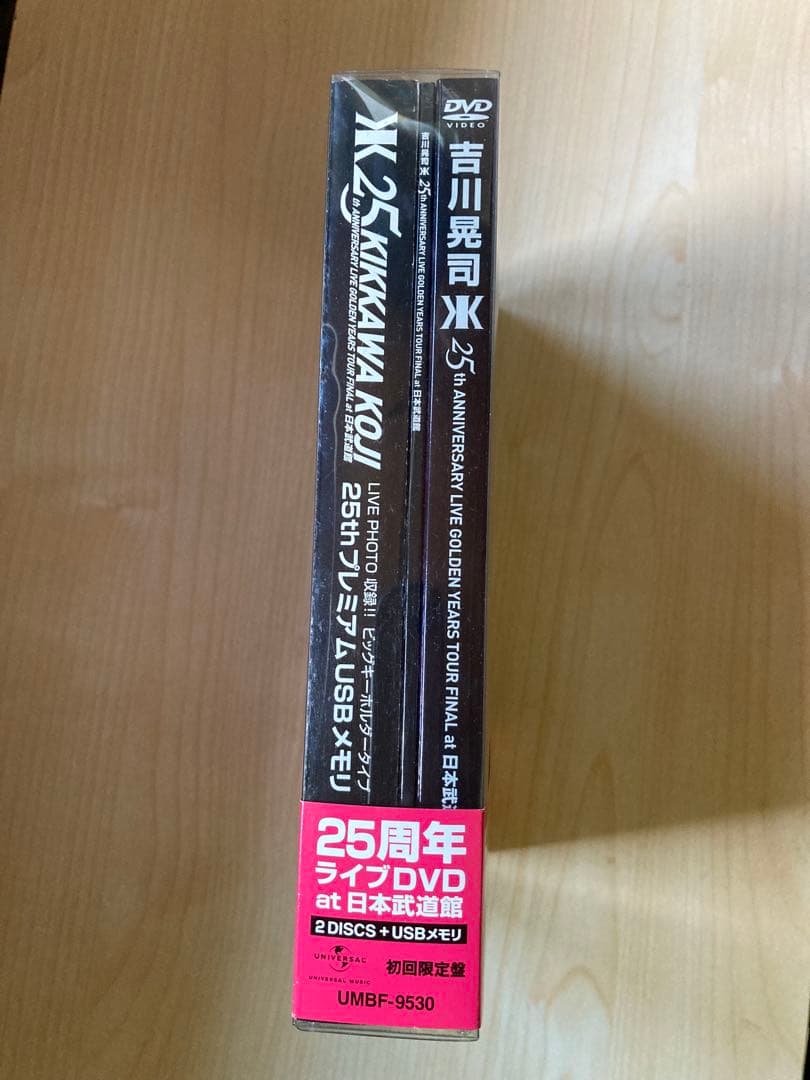 DVD
VIDEO
吉川晃司 K
25th ANNIVERSARY LIVE GOLDEN YEARS TOUR FINAL at 日本武道
吉川晃司 K 25th ANNIVERSARY LIVE GOLDEN YEARS TOUR FINAL at 日本武道館
K25 KIKKAWA KOJI
th ANNIVERSARY LIVE GOLDEN YEARS TOUR FINAL at 日本武道館
LIVE PHOTO 収録!! ビッグキーホルダータイプ
25thプレミアムUSBメモリ
25周年
ライブDVD
at 日本武道館
2 DISCS + USBメモリ
UNIVERSAL
UNIVERSAL MUSIC
初回限定盤
UMBF-9530